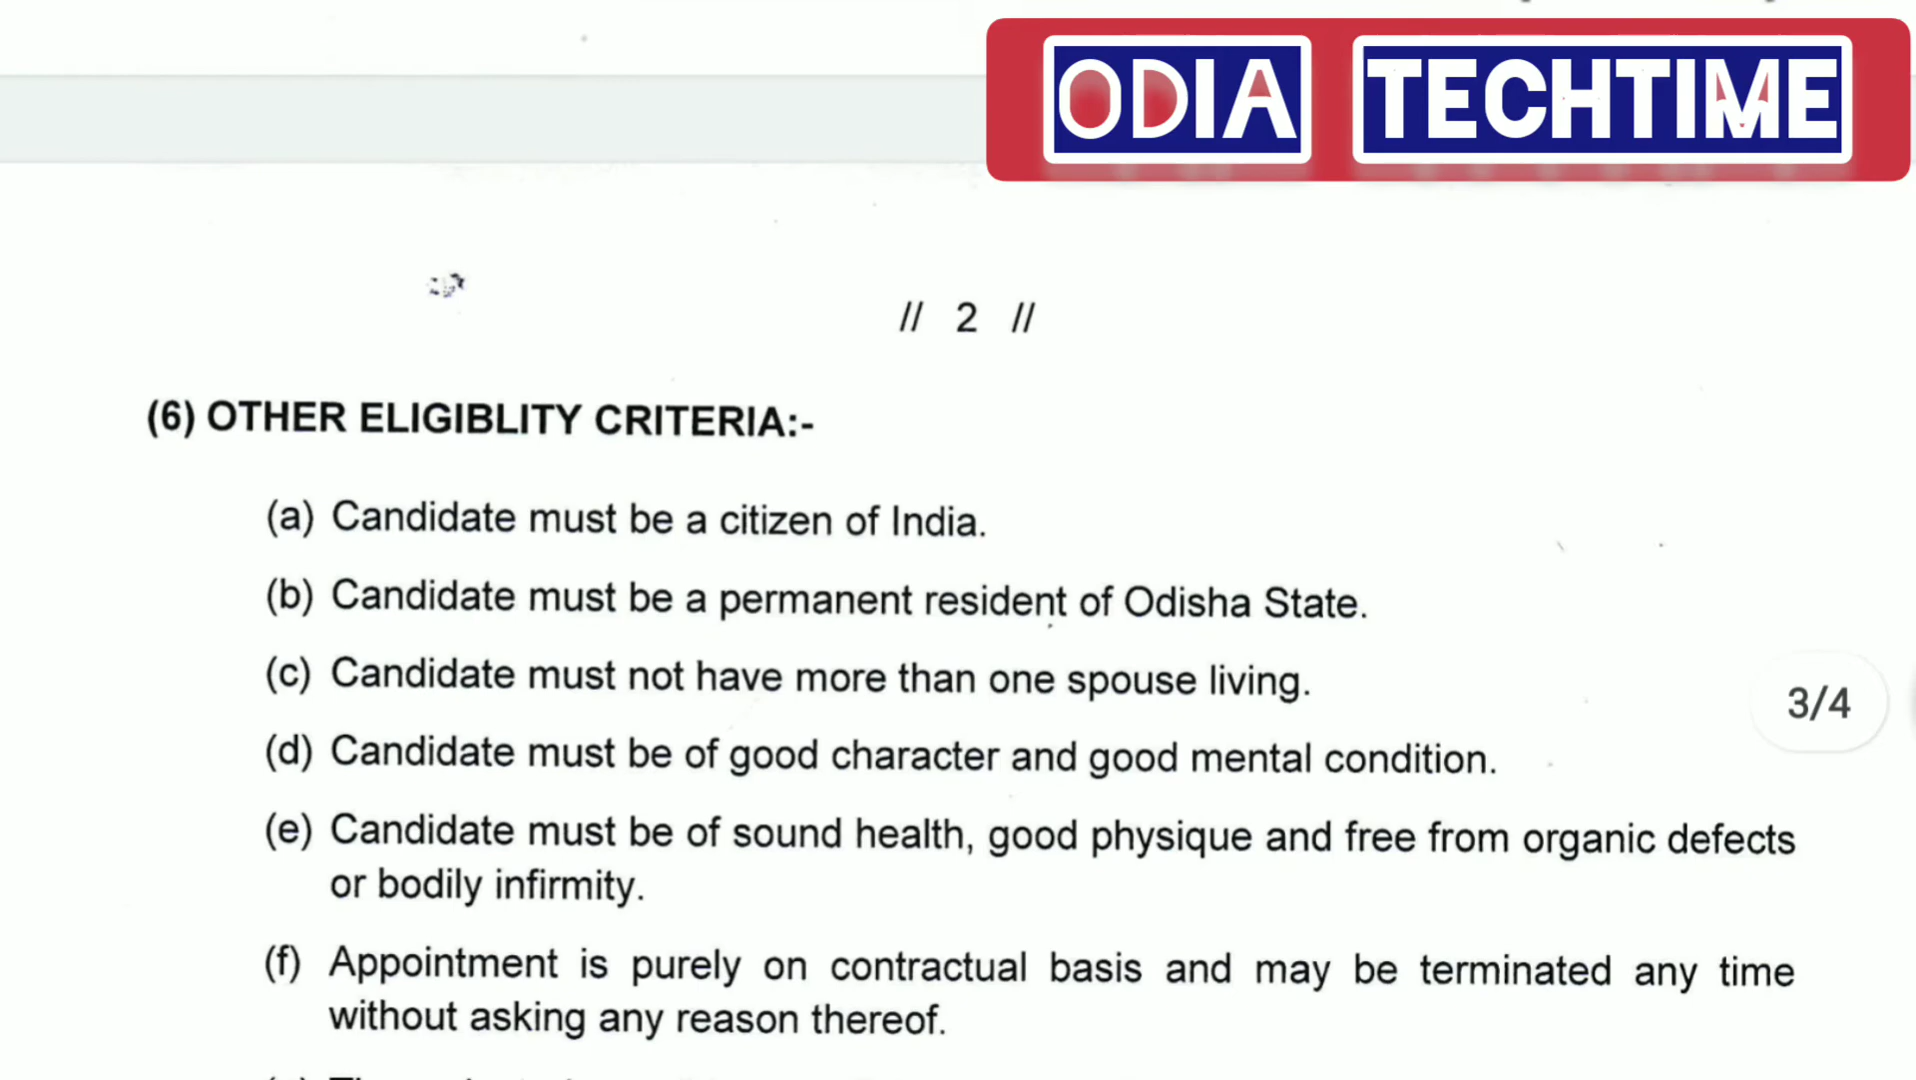 ODIA TECHTIME
// 2 //
(6) OTHER ELIGIBLITY CRITERIA:-
(a) Candidate must be a citizen of India.
(b) Candidate must be a permanent resident of Odisha State.
(c) Candidate must not have more than one spouse living.
3/4
(d) Candidate must be of good character and good mental condition.
(e) Candidate must be of sound health, good physique and free from organic defects
or bodily infirmity.
(f) Appointment is purely on contractual basis and may be terminated any time
without asking any reason thereof.